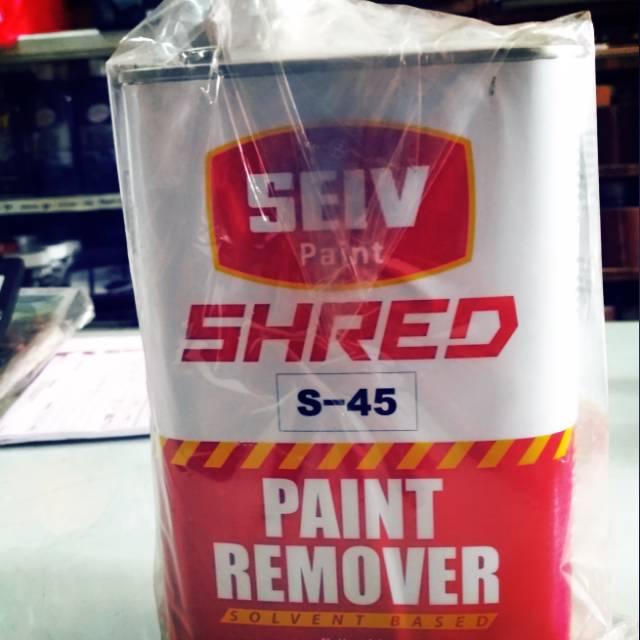 SEIV
Paint
SHRED
S-45
PAINT
REMOVER
SOLVENT BASED